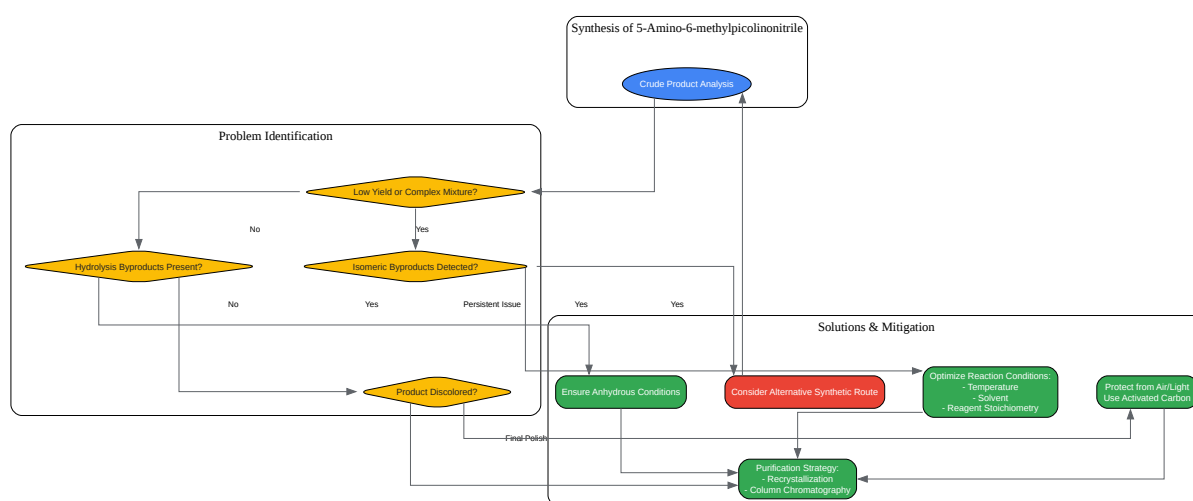 Synthesis of 5-Amino-6-methylpicolinonitrile
Crude Product Analysis
Problem Identification
Low Yield or Complex Mixture?
No
Yes
Hydrolysis Byproducts Present?
Isomeric Byproducts Detected?
No
Yes
Persistent Issue
Yes
Yes
Solutions & Mitigation
Product Discolored?
Ensure Anhydrous Conditions
Consider Alternative Synthetic Route
Optimize Reaction Conditions:
- Temperature
- Solvent
- Reagent Stoichiometry
Protect from Air/Light
Use Activated Carbon
Final Polish
Purification Strategy:
- Recrystallization
- Column Chromatography